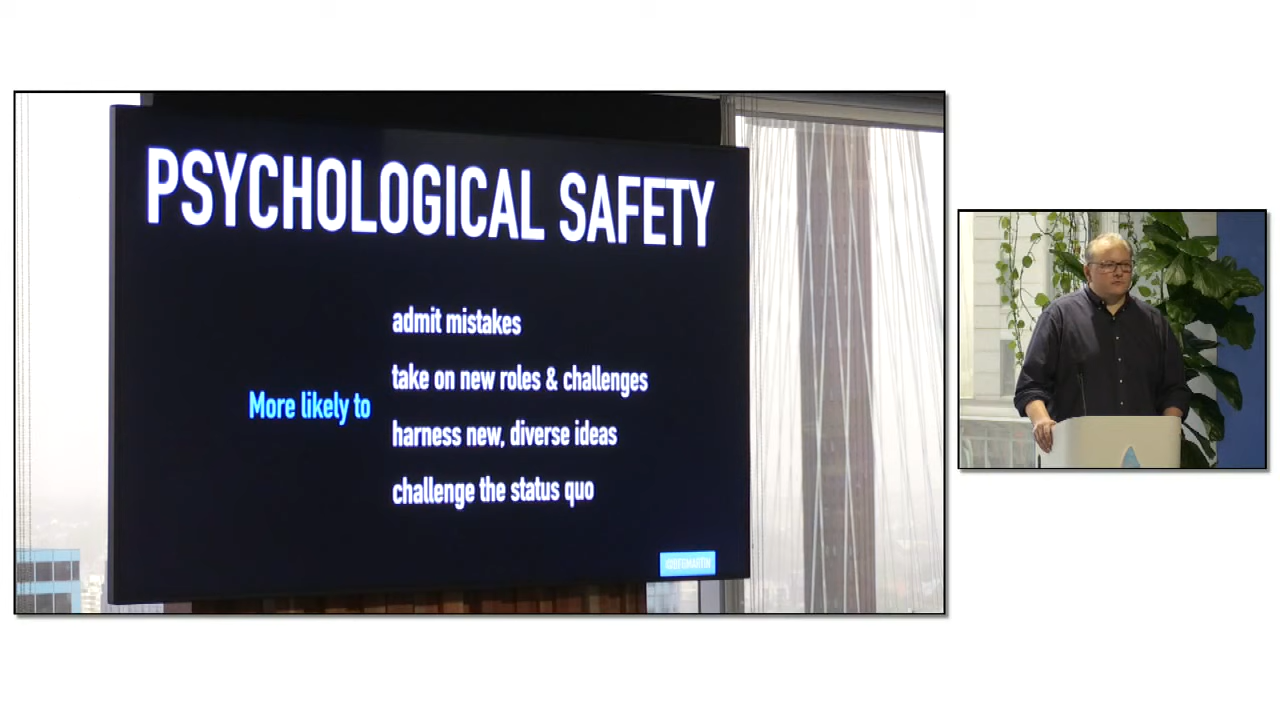 PSYCHOLOGICAL SAFETY
admit mistakes
take on new roles & challenges
More likely to
harness new, diverse ideas
challenge the status quo